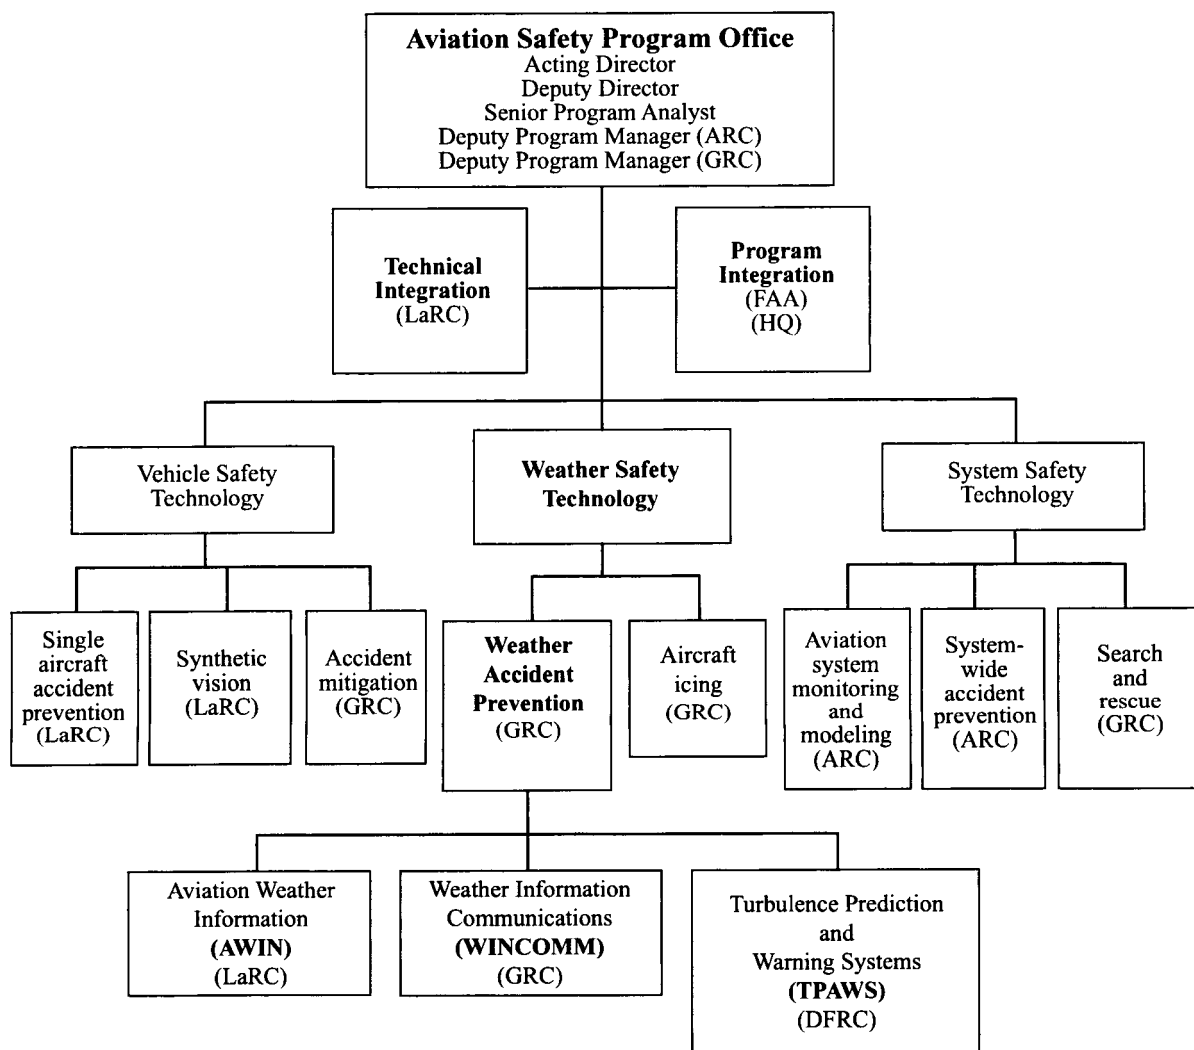 Aviation Safety Program Office
Acting Director
Deputy Director
Senior Program Analyst
Deputy Program Manager (ARC)
Deputy Program Manager (GRC)
Technical
Integration
(LaRC)
Program
Integration
(FAA)
(HQ)
Vehicle Safety
Technology
Weather Safety
Technology
System Safety
Technology
Single
aircraft
accident
prevention
(LaRC)
Synthetic
vision
(LaRC)
Accident
mitigation
(GRC)
Weather
Accident
Prevention
(GRC)
Aircraft
icing
(GRC)
Aviation
system
monitoring
and
modeling
(ARC)
System-
wide
accident
prevention
(ARC)
Search
and
rescue
(GRC)
Aviation Weather
Information
(AWIN)
(LaRC)
Weather Information
Communications
(WINCOMM)
(GRC)
Turbulence Prediction
and
Warning Systems
(TPAWS)
(DFRC)